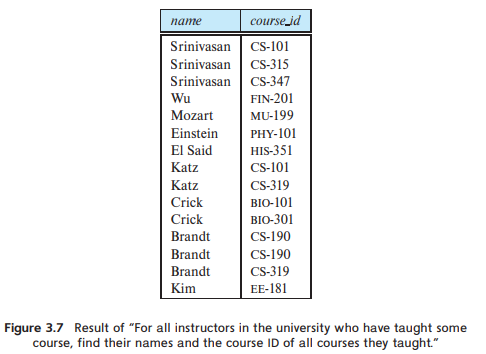 name course_id
Srinivasan CS-101
Srinivasan CS-315
Srinivasan CS-347
Wu FIN-201
Mozart MU-199
Einstein PHY-101
El Said HIS-351
Katz CS-101
Katz CS-319
Crick BIO-101
Crick BIO-301
Brandt CS-190
Brandt CS-190
Brandt CS-319
Kim EE-181
Figure 3.7 Result of “For all instructors in the university who have taught some
course, find their names and the course ID of all courses they taught.”